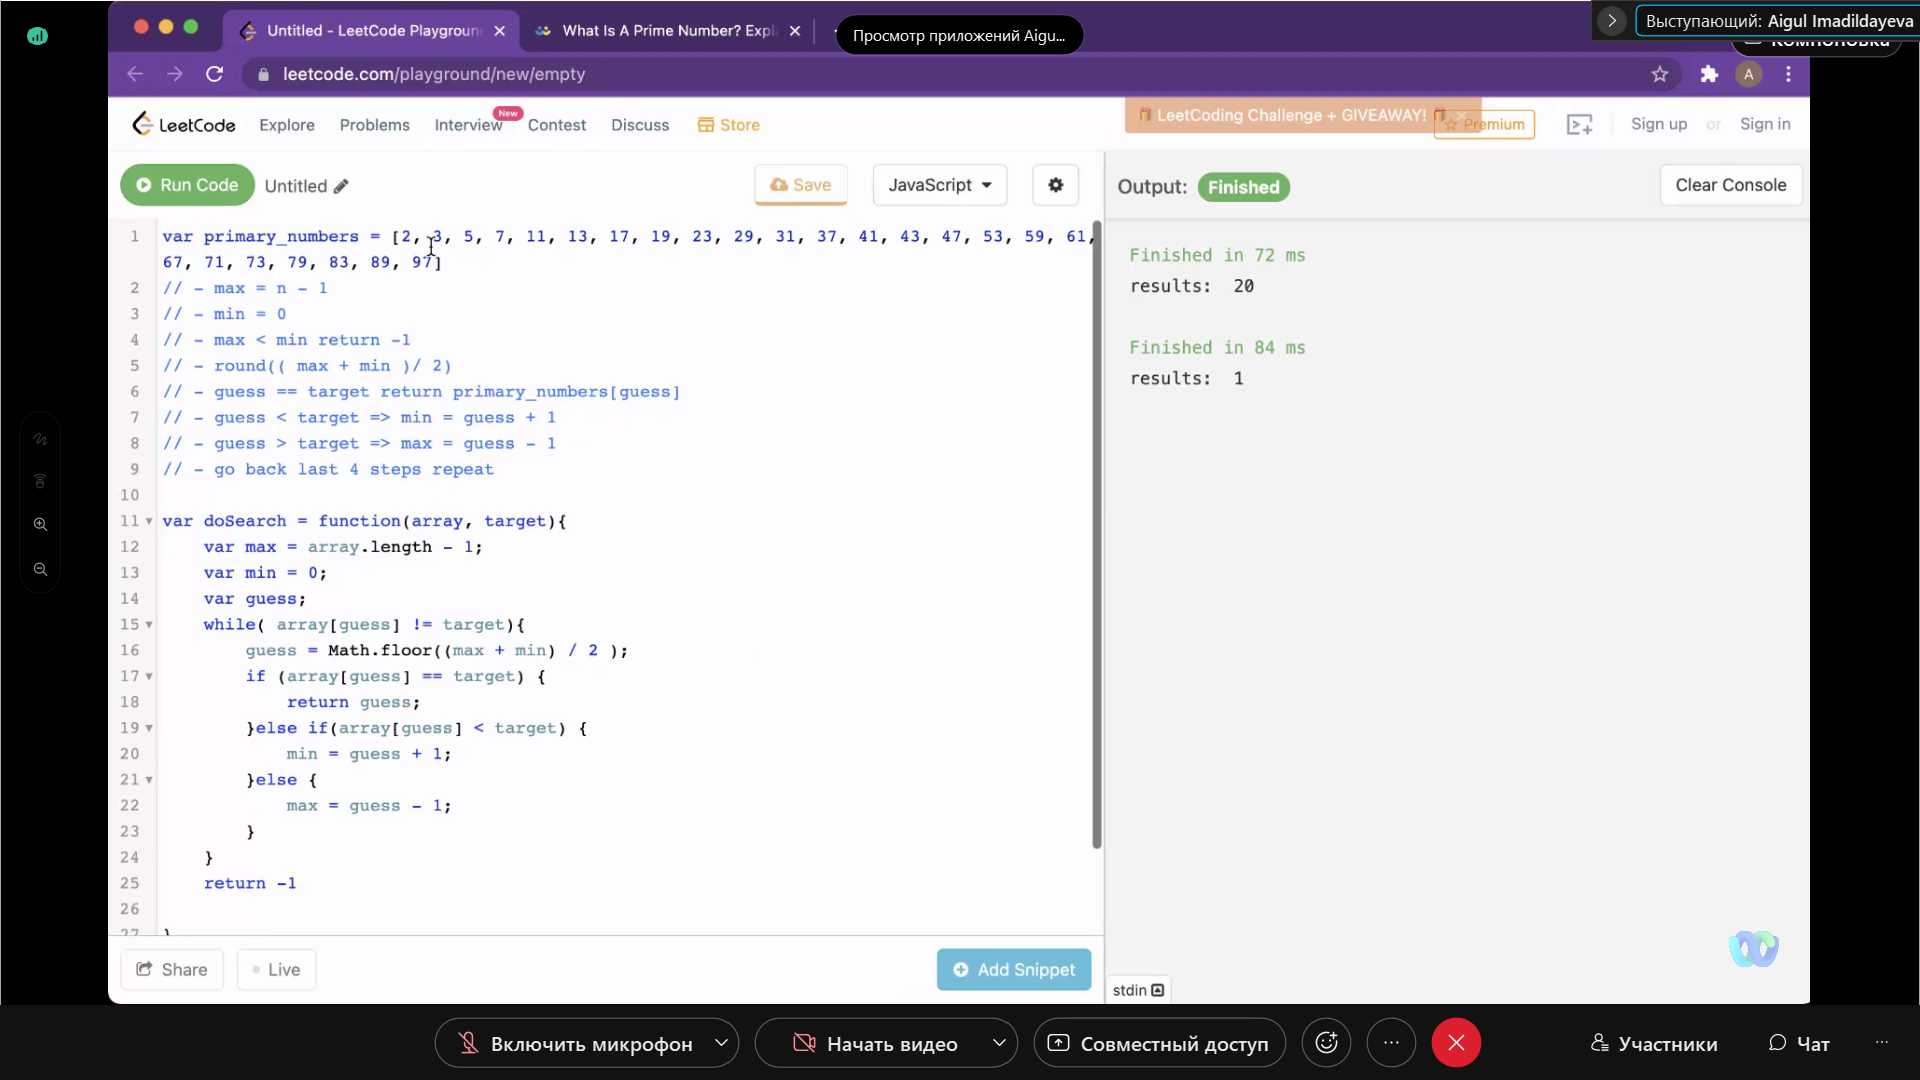 Untitled - LeetCode Playgroun
What Is A Prime Number? Expl
Просмотр приложений Aigu...
Выступающий: Aigul Imadildayeva
leetcode.com/playground/new/empty
A
LeetCode
Explore
Problems
Interview
New
Contest
Discuss
Store
LeetCoding Challenge + GIVEAWAY!
Premium
Sign up
or
Sign in
Run Code
Untitled
Save
JavaScript
Output:
Finished
Clear Console
1 var primary_numbers = [2, 3, 5, 7, 11, 13, 17, 19, 23, 29, 31, 37, 41, 43, 47, 53, 59, 61,
67, 71, 73, 79, 83, 89, 97]
2 // - max = n - 1
3 // - min = 0
4 // - max < min return -1
5 // - round(( max + min )/ 2)
6 // - guess == target return primary_numbers[guess]
7 // - guess < target => min = guess + 1
8 // - guess > target => max = guess - 1
9 // - go back last 4 steps repeat
10
11 var doSearch = function(array, target){
12 var max = array.length - 1;
13 var min = 0;
14 var guess;
15 while( array[guess] != target){
16 guess = Math.floor((max + min) / 2 );
17 if (array[guess] == target) {
18 return guess;
19 }else if(array[guess] < target) {
20 min = guess + 1;
21 }else {
22 max = guess - 1;
23 }
24 }
25 return -1
26
27 }
Finished in 72 ms
results: 20
Finished in 84 ms
results: 1
Share
Live
Add Snippet
stdin
Включить микрофон
Начать видео
Совместный доступ
Участники
Чат